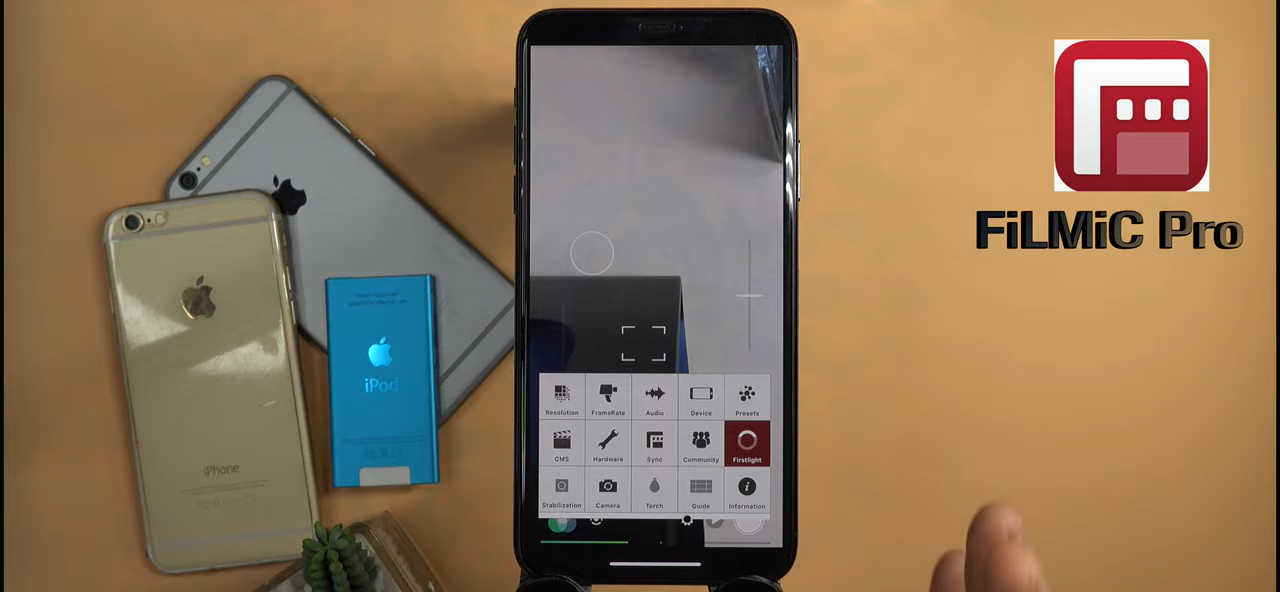 FiLMiC Pro
iPod
iPhone
Resolution
FrameRate
Audio
Device
Presets
CMS
Hardware
Sync
Community
Firstlight
Stabilization
Camera
Torch
Guide
Information